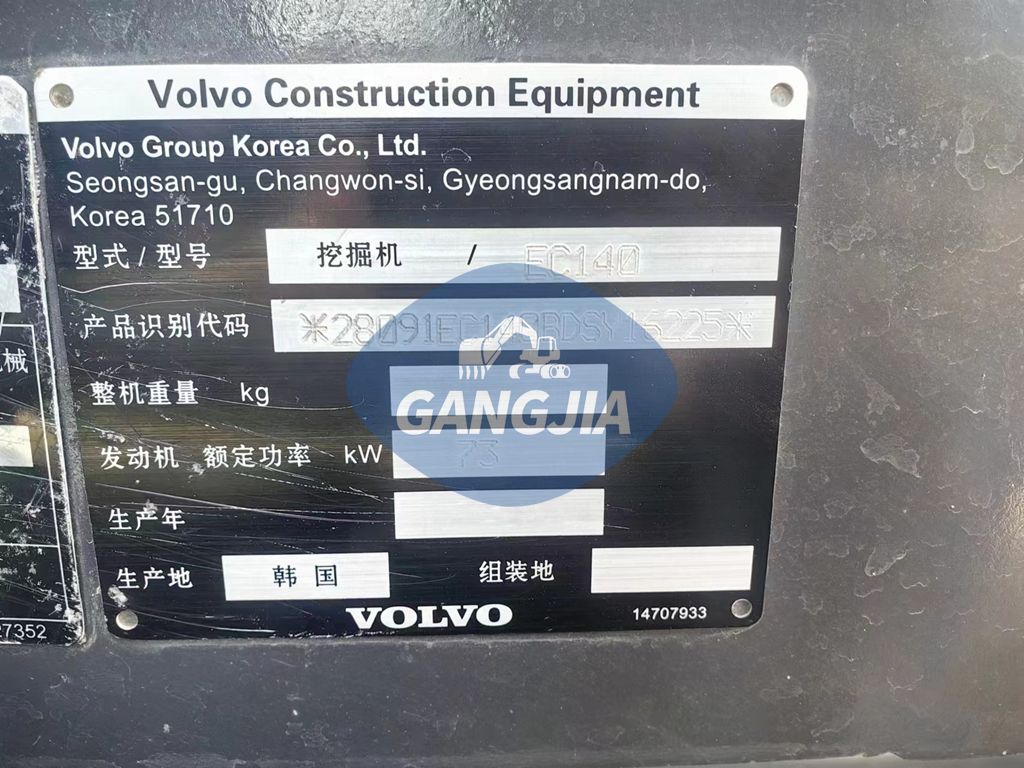 Volvo Construction Equipment
Volvo Group Korea Co., Ltd.
Seongsan-gu, Changwon-si, Gyeongsangnam-do,
Korea 51710
型式 / 型号 挖掘机 / EC140
产品识别代码
械
整机重量 kg
GANGJIA
发动机 额定功率 kW 73
生产年
生产地 韩国 组装地
VOLVO 14707933
27352